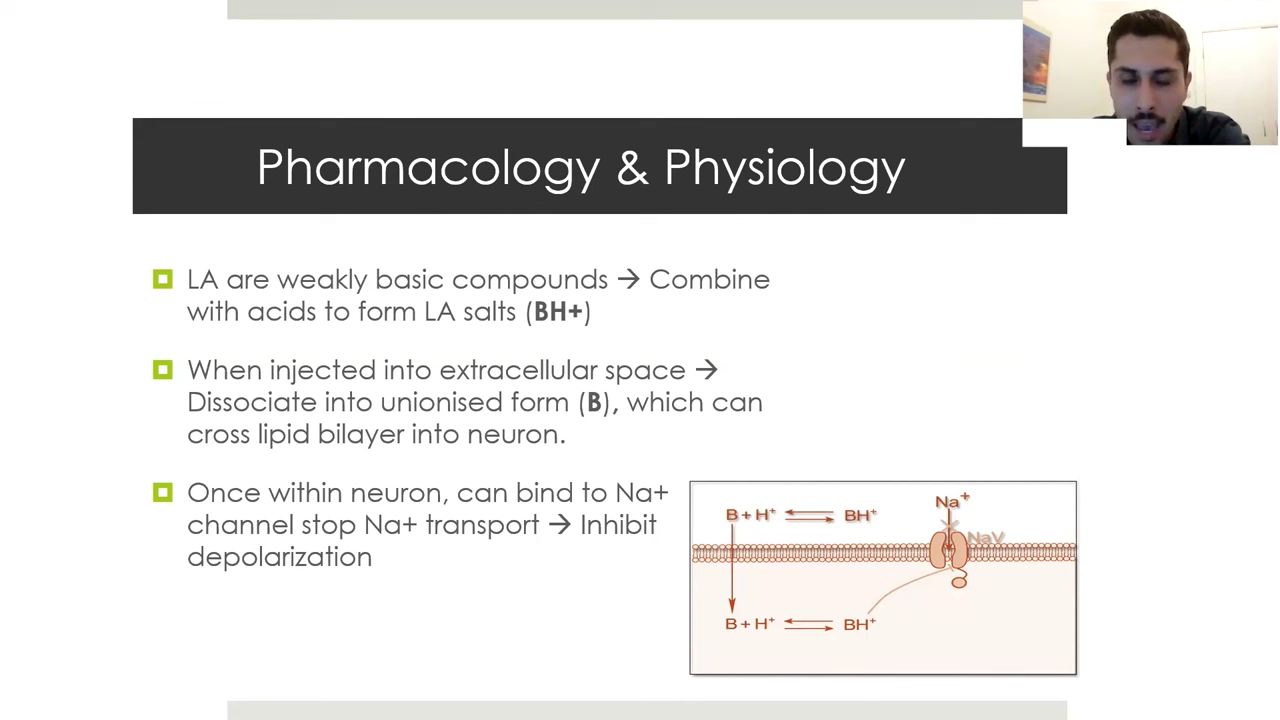 Pharmacology & Physiology
LA are weakly basic compounds → Combine
with acids to form LA salts (BH+)
When injected into extracellular space →
Dissociate into unionised form (B), which can
cross lipid bilayer into neuron.
Once within neuron, can bind to Na+
channel stop Na+ transport → Inhibit
depolarization
Na⁺
B + H⁺ ⇌ BH⁺
NaV
B + H⁺ ⇌ BH⁺